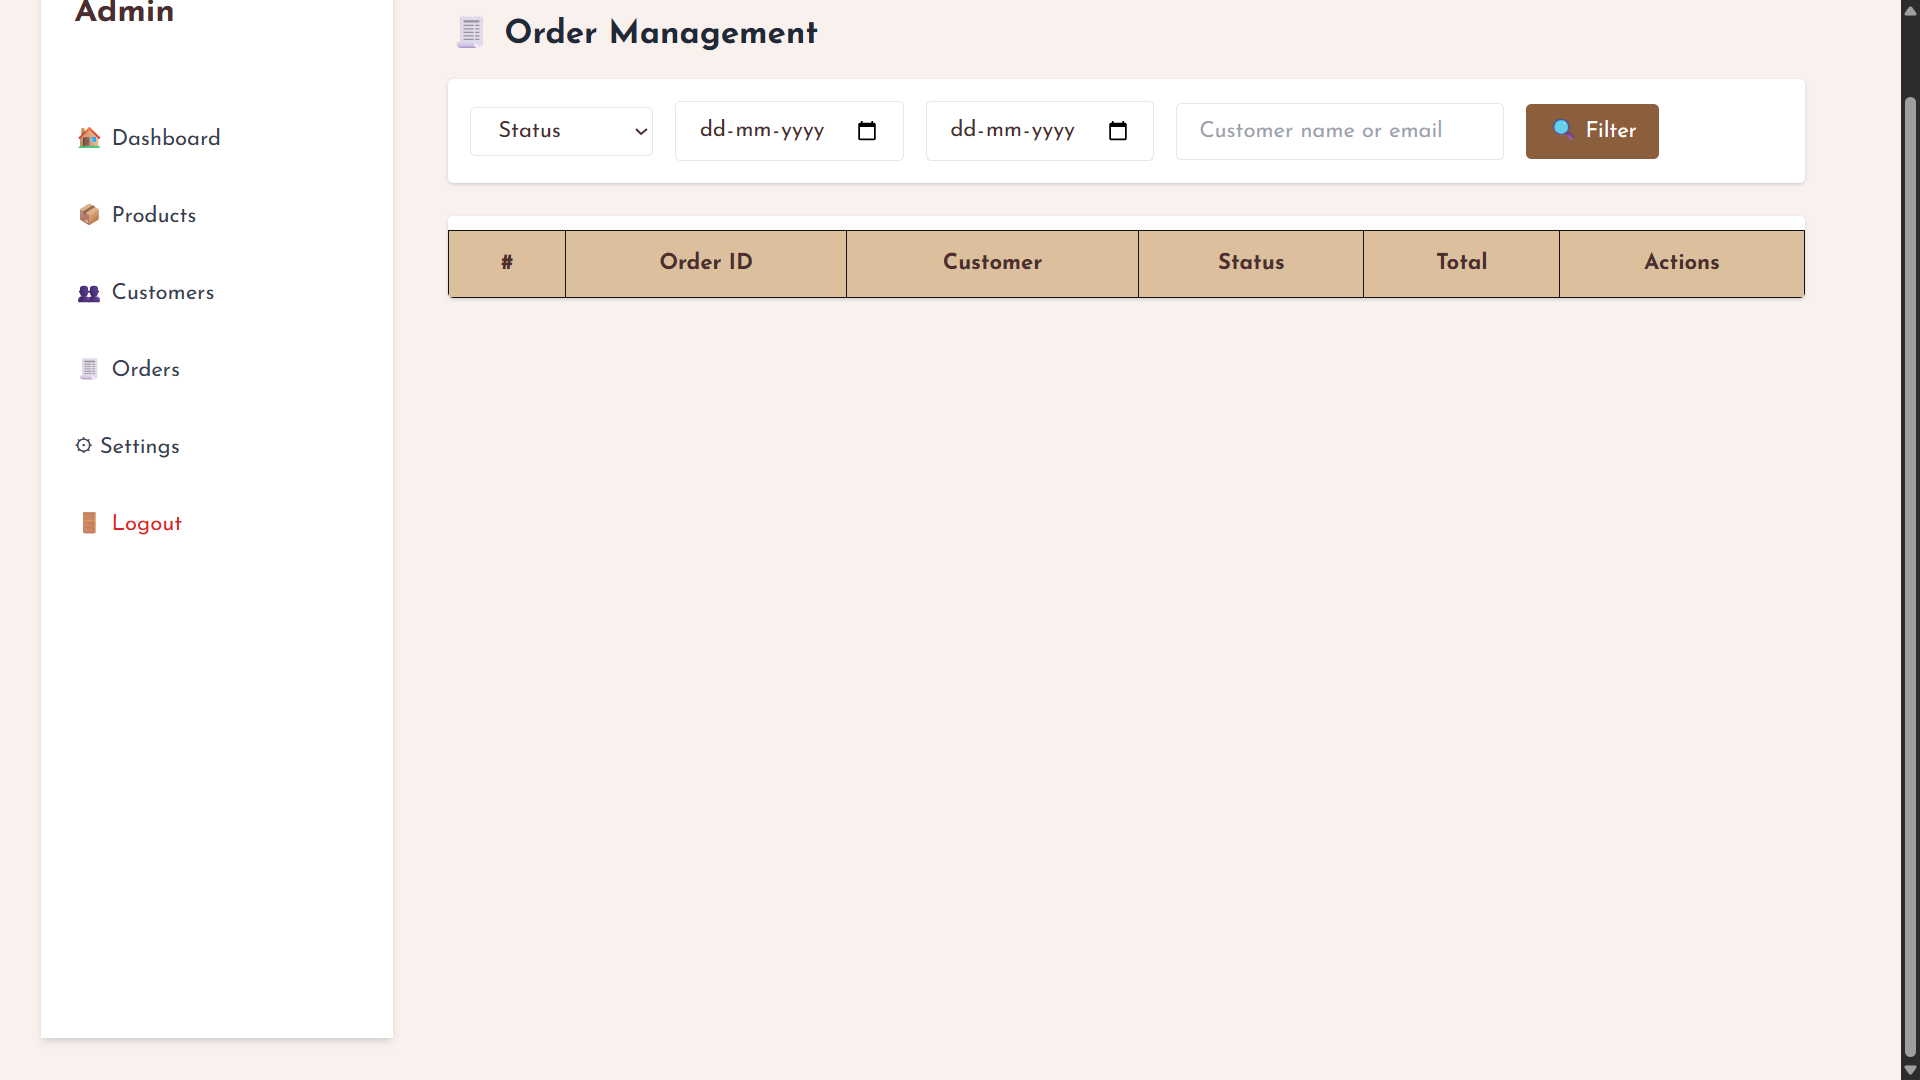 Admin
Dashboard
Products
Customers
Orders
Settings
Logout
Order Management
Status dd-mm-yyyy dd-mm-yyyy Customer name or email Filter
# Order ID Customer Status Total Actions